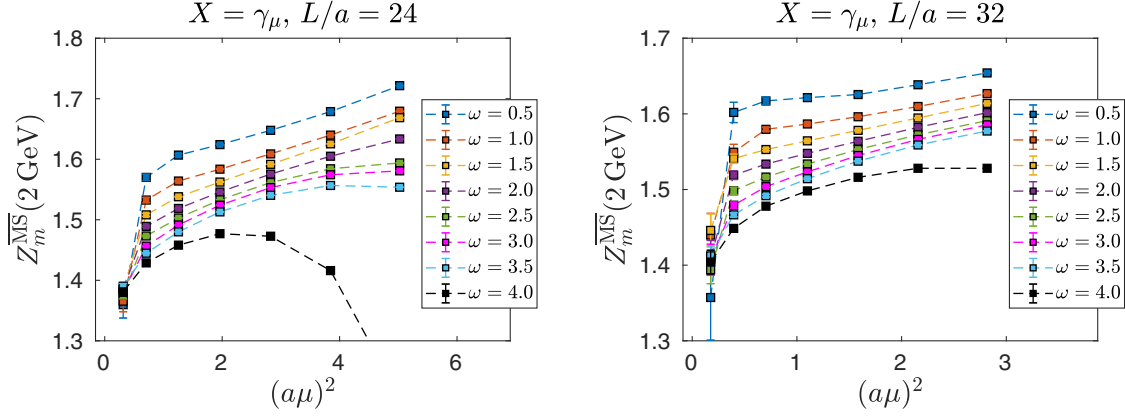 X = γ_μ, L/a = 24
Z_m^{\overline{MS}}(2 GeV)
1.8
1.7
1.6
1.5
1.4
1.3
0 2 4 6
(aμ)²
ω = 0.5
ω = 1.0
ω = 1.5
ω = 2.0
ω = 2.5
ω = 3.0
ω = 3.5
ω = 4.0
X = γ_μ, L/a = 32
Z_m^{\overline{MS}}(2 GeV)
1.7
1.6
1.5
1.4
1.3
0 1 2 3
(aμ)²
ω = 0.5
ω = 1.0
ω = 1.5
ω = 2.0
ω = 2.5
ω = 3.0
ω = 3.5
ω = 4.0